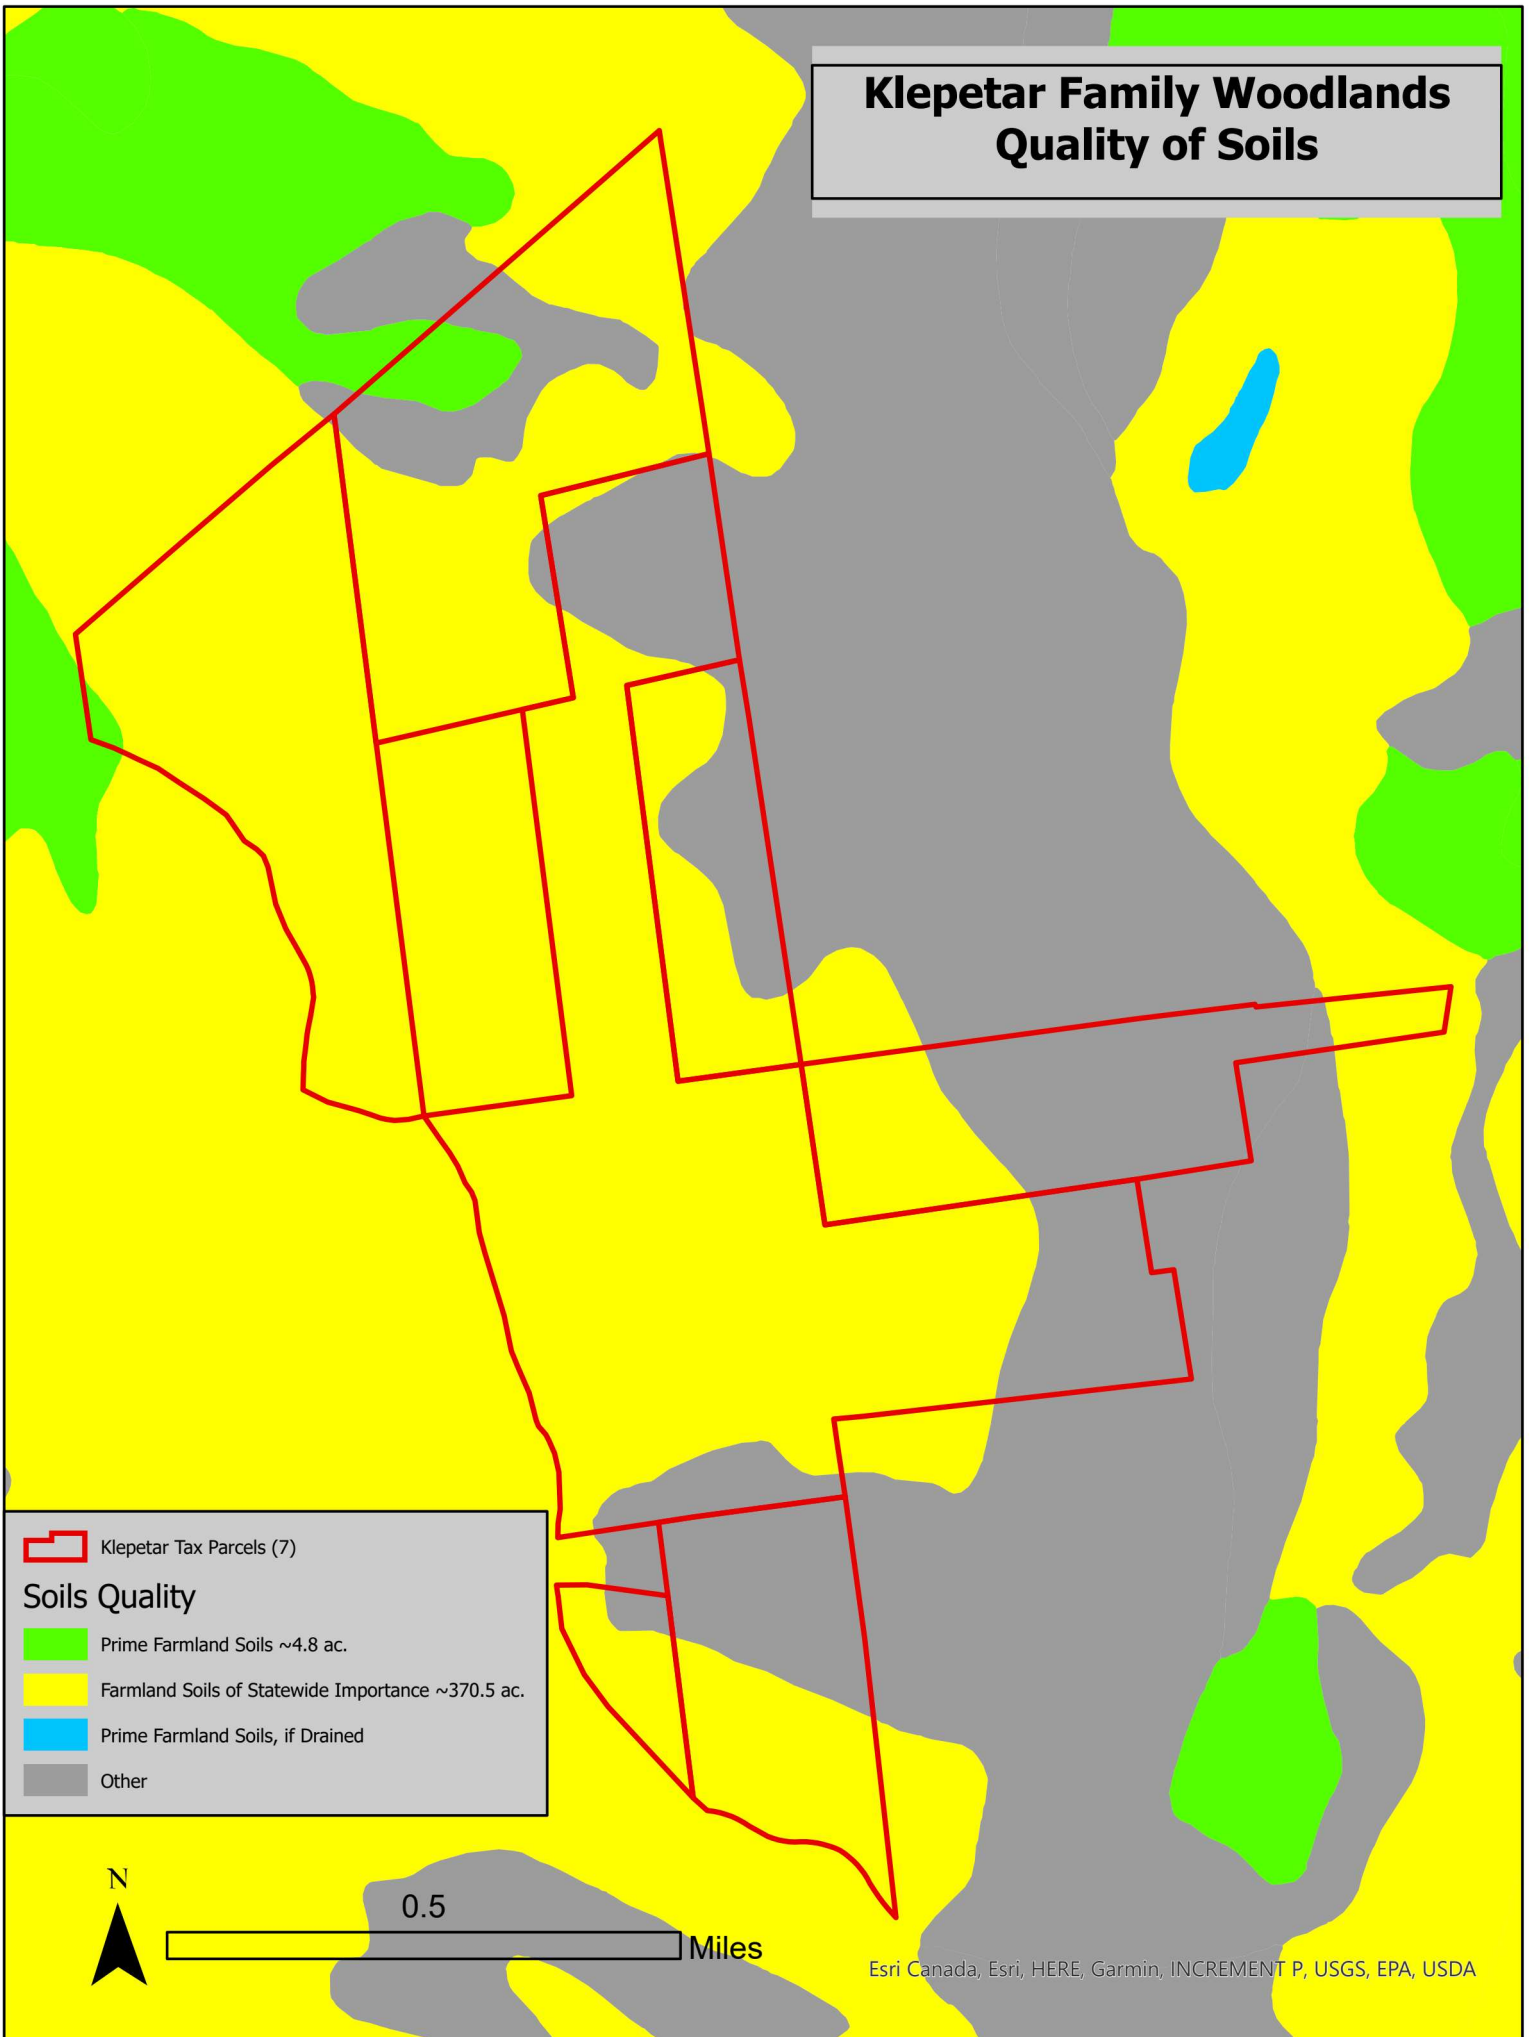 Klepetar Family Woodlands
Quality of Soils
Klepetar Tax Parcels (7)
Soils Quality
Prime Farmland Soils ~4.8 ac.
Farmland Soils of Statewide Importance ~370.5 ac.
Prime Farmland Soils, if Drained
Other
N
0.5
Miles
Esri Canada, Esri, HERE, Garmin, INCREMENT P, USGS, EPA, USDA